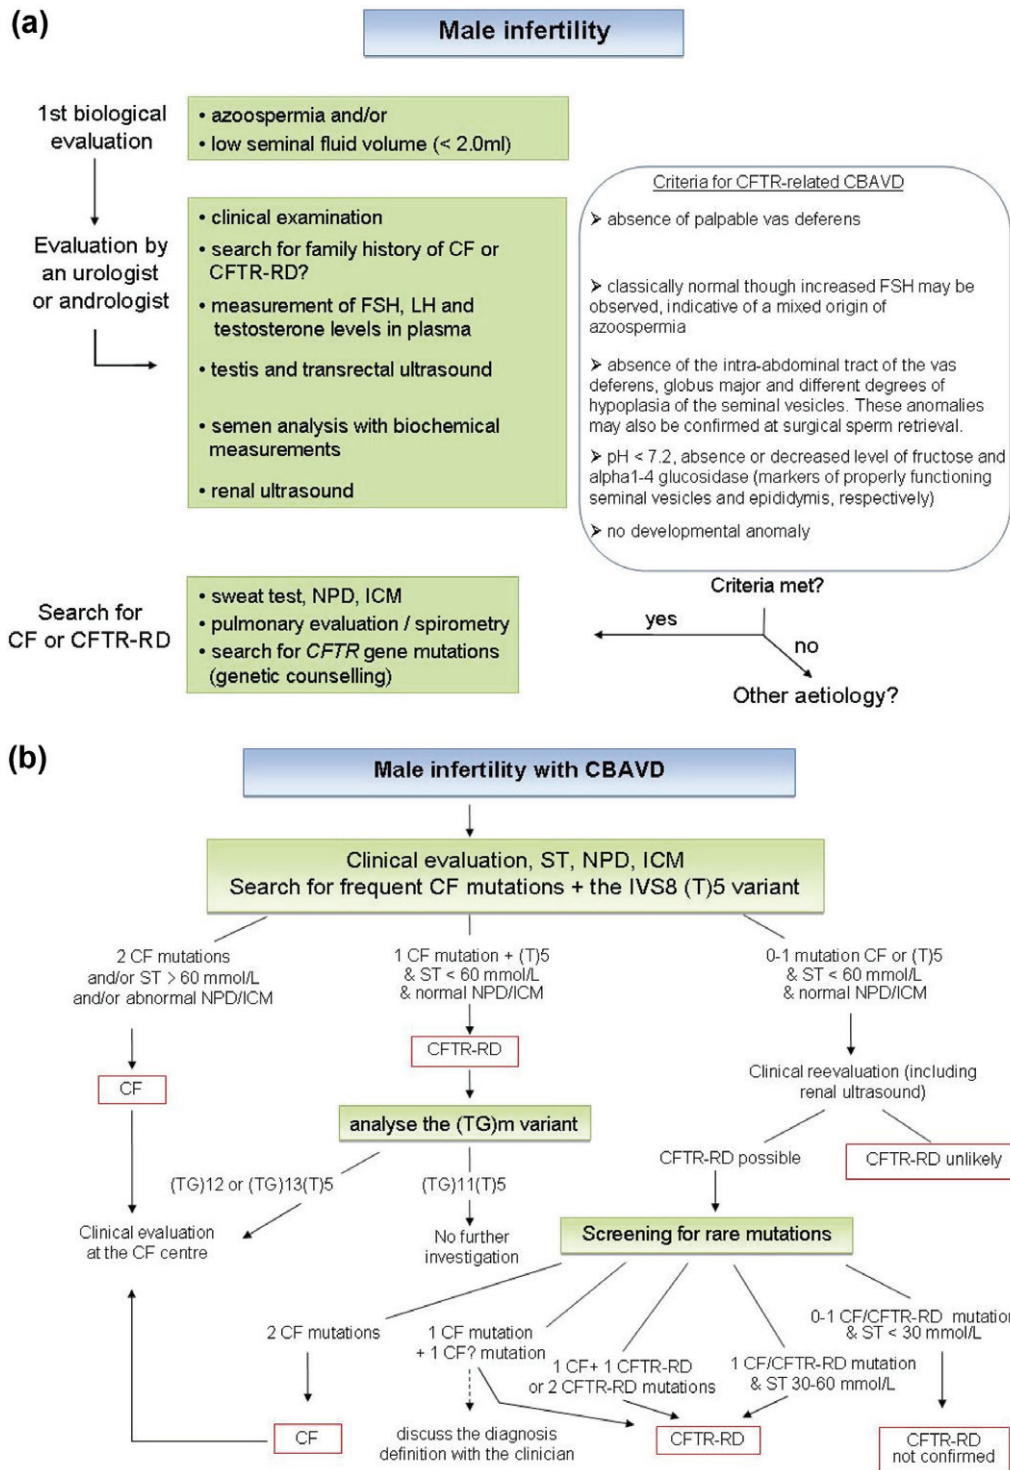 (a)
Male infertility
1st biological
evaluation
• azoospermia and/or
• low seminal fluid volume (< 2.0ml)
Evaluation by
an urologist
or andrologist
• clinical examination
• search for family history of CF or
CFTR-RD?
• measurement of FSH, LH and
testosterone levels in plasma
• testis and transrectal ultrasound
• semen analysis with biochemical
measurements
• renal ultrasound
Criteria for CFTR-related CBAVD
➢ absence of palpable vas deferens
➢ classically normal though increased FSH may be
observed, indicative of a mixed origin of
azoospermia
➢ absence of the intra-abdominal tract of the vas
deferens, globus major and different degrees of
hypoplasia of the seminal vesicles. These anomalies
may also be confirmed at surgical sperm retrieval.
➢ pH < 7.2, absence or decreased level of fructose and
alpha1-4 glucosidase (markers of properly functioning
seminal vesicles and epididymis, respectively)
➢ no developmental anomaly
Criteria met?
yes
no
Other aetiology?
Search for
CF or CFTR-RD
• sweat test, NPD, ICM
• pulmonary evaluation / spirometry
• search for CFTR gene mutations
(genetic counselling)
(b)
Male infertility with CBAVD
Clinical evaluation, ST, NPD, ICM
Search for frequent CF mutations + the IVS8 (T)5 variant
2 CF mutations
and/or ST > 60 mmol/L
and/or abnormal NPD/ICM
1 CF mutation + (T)5
& ST < 60 mmol/L
& normal NPD/ICM
0-1 mutation CF or (T)5
& ST < 60 mmol/L
& normal NPD/ICM
CF
CFTR-RD
Clinical reevaluation (including
renal ultrasound)
analyse the (TG)m variant
CFTR-RD possible
CFTR-RD unlikely
(TG)12 or (TG)13(T)5
(TG)11(T)5
Clinical evaluation
at the CF centre
No further
investigation
Screening for rare mutations
2 CF mutations
1 CF mutation
+ 1 CF? mutation
1 CF+ 1 CFTR-RD
or 2 CFTR-RD mutations
1 CF/CFTR-RD mutation
& ST 30-60 mmol/L
0-1 CF/CFTR-RD mutation
& ST < 30 mmol/L
CF
discuss the diagnosis
definition with the clinician
CFTR-RD
CFTR-RD
not confirmed